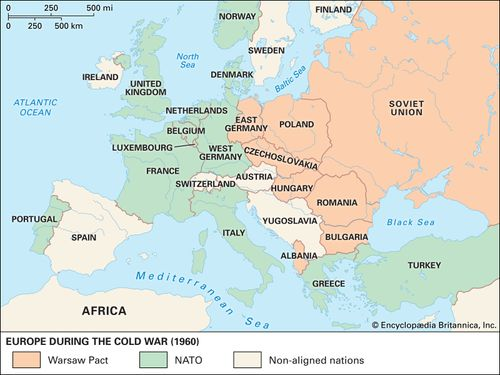 0 250 500 mi
0 250 500 km
NORWAY
FINLAND
SWEDEN
North
Sea
Baltic Sea
IRELAND
UNITED
KINGDOM
DENMARK
ATLANTIC
OCEAN
SOVIET
UNION
NETHERLANDS
EAST
GERMANY
POLAND
BELGIUM
LUXEMBOURG
WEST
GERMANY
CZECHOSLOVAKIA
FRANCE
SWITZERLAND
AUSTRIA
HUNGARY
ROMANIA
YUGOSLAVIA
Black Sea
PORTUGAL
SPAIN
ITALY
BULGARIA
ALBANIA
TURKEY
GREECE
Mediterranean Sea
AFRICA
© Encyclopædia Britannica, Inc.
EUROPE DURING THE COLD WAR (1960)
Warsaw Pact NATO Non-aligned nations